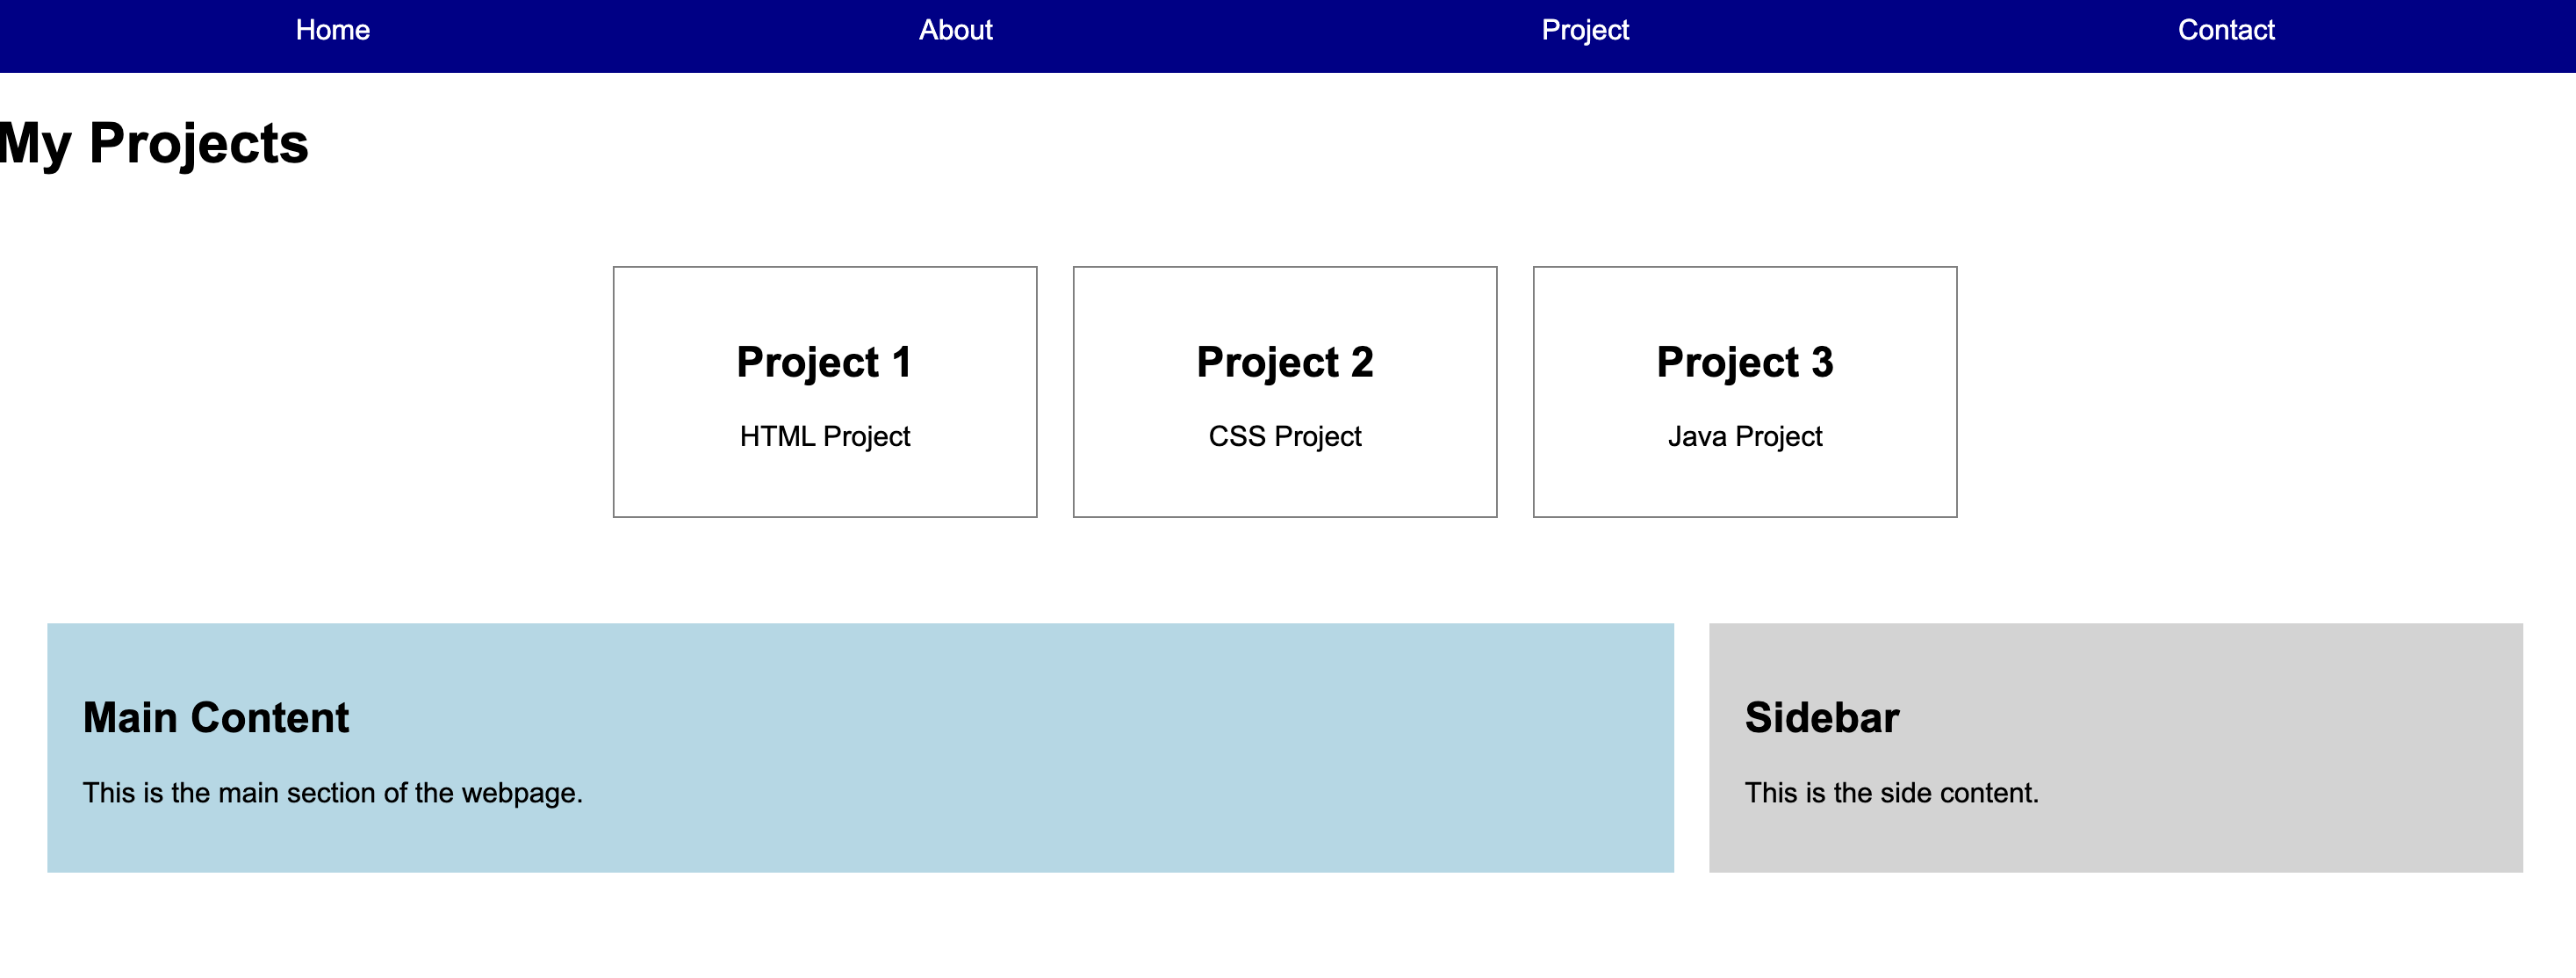 Home About Project Contact
My Projects
Project 1
HTML Project
Project 2
CSS Project
Project 3
Java Project
Main Content
This is the main section of the webpage.
Sidebar
This is the side content.